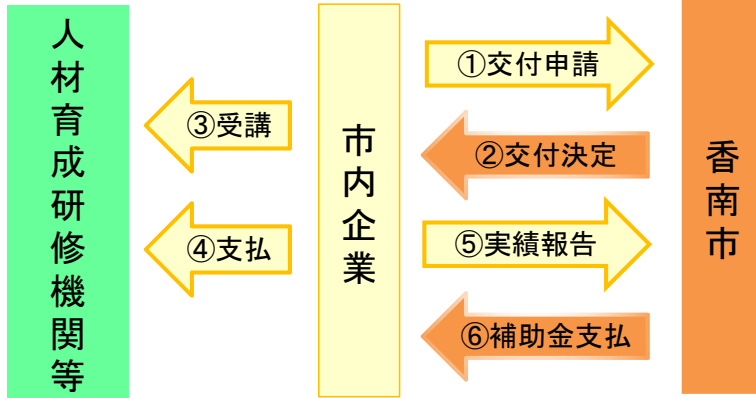 人材育成研修機関等
③受講
④支払
市内企業
①交付申請
②交付決定
⑤実績報告
⑥補助金支払
香南市